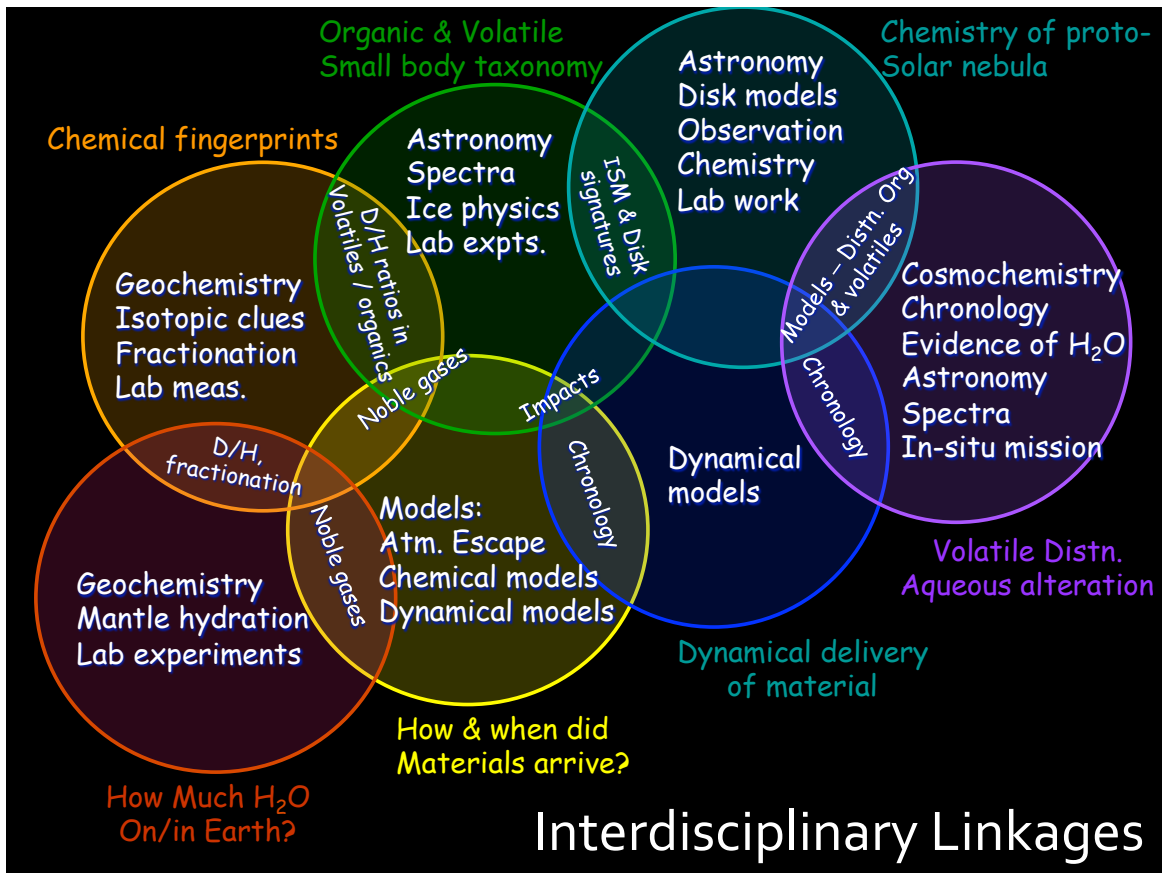 Organic & Volatile
Small body taxonomy
Chemistry of proto-
Solar nebula
Chemical fingerprints
Astronomy
Disk models
Observation
Chemistry
Lab work
Astronomy
Spectra
Ice physics
Lab expts.
ISM & Disk
signatures
D/H ratios in
Volatiles / organics
Models – Distn. Org
& volatiles
Geochemistry
Isotopic clues
Fractionation
Lab meas.
Cosmochemistry
Chronology
Evidence of H₂O
Astronomy
Spectra
In-situ mission
Noble gases
Impacts
Chronology
D/H,
fractionation
Noble gases
Chronology
Dynamical
models
Models:
Atm. Escape
Chemical models
Dynamical models
Geochemistry
Mantle hydration
Lab experiments
Volatile Distn.
Aqueous alteration
Dynamical delivery
of material
How & when did
Materials arrive?
How Much H₂O
On/in Earth?
Interdisciplinary Linkages